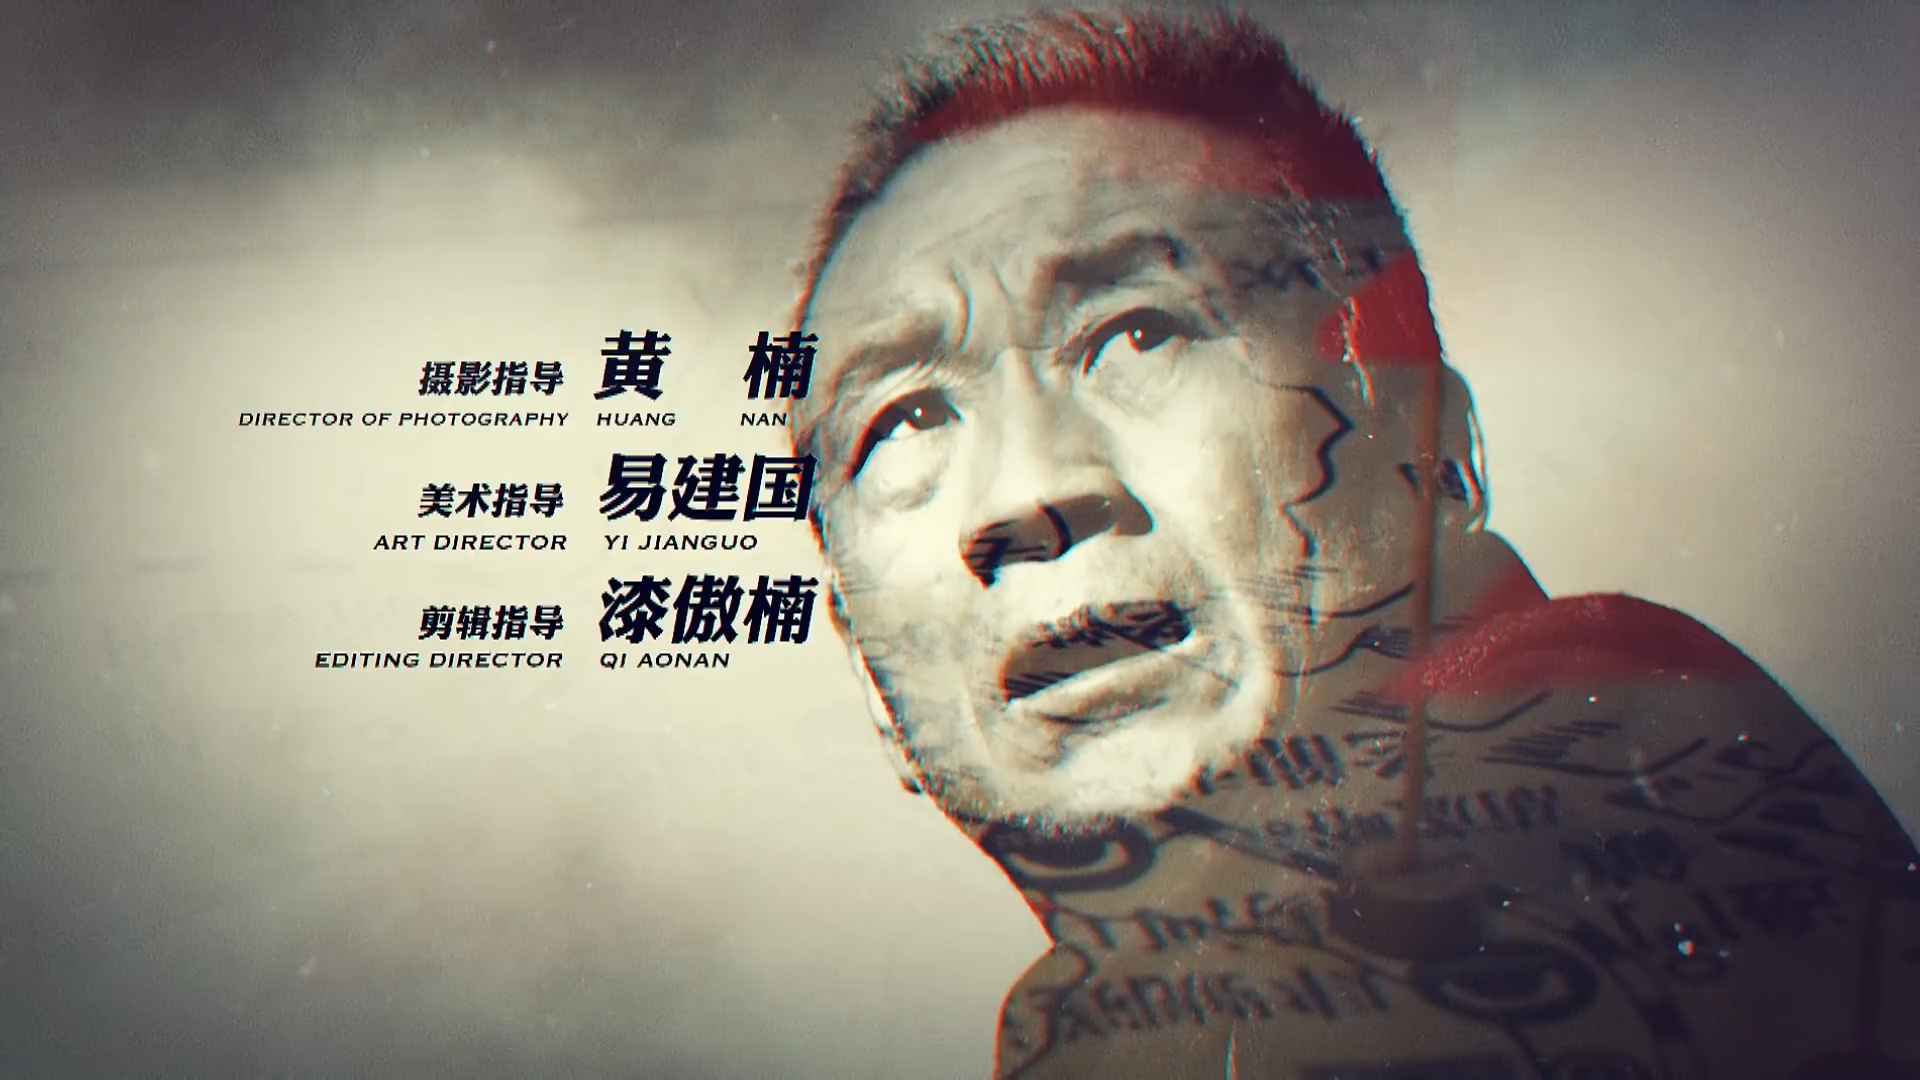 摄影指导 黄 楠
DIRECTOR OF PHOTOGRAPHY HUANG NAN
美术指导 易建国
ART DIRECTOR YI JIANGUO
剪辑指导 漆傲楠
EDITING DIRECTOR QI AONAN